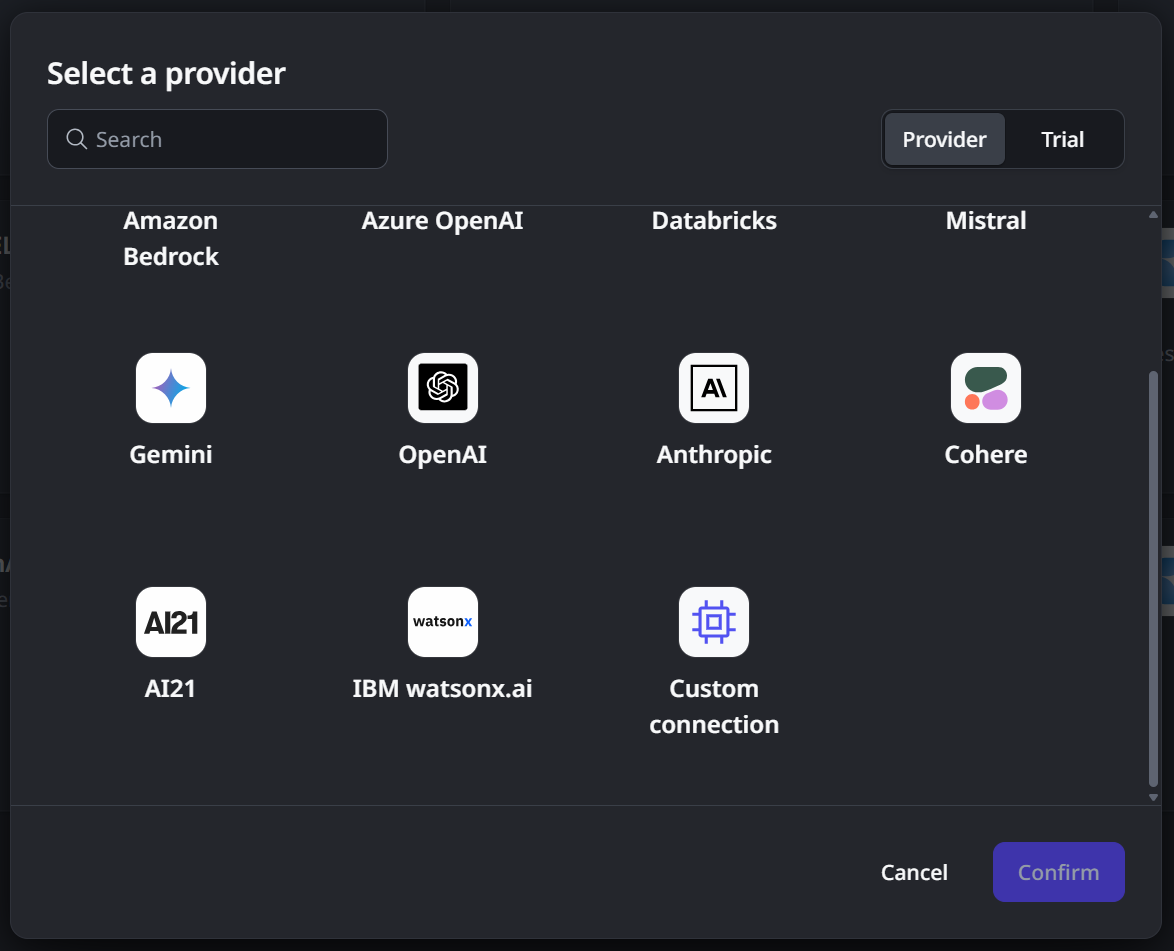 Select a provider
Search
Provider
Trial
Amazon
Bedrock
Azure OpenAI
Databricks
Mistral
Gemini
OpenAI
A\
Anthropic
Cohere
AI21
AI21
watsonx
IBM watsonx.ai
Custom
connection
Cancel
Confirm